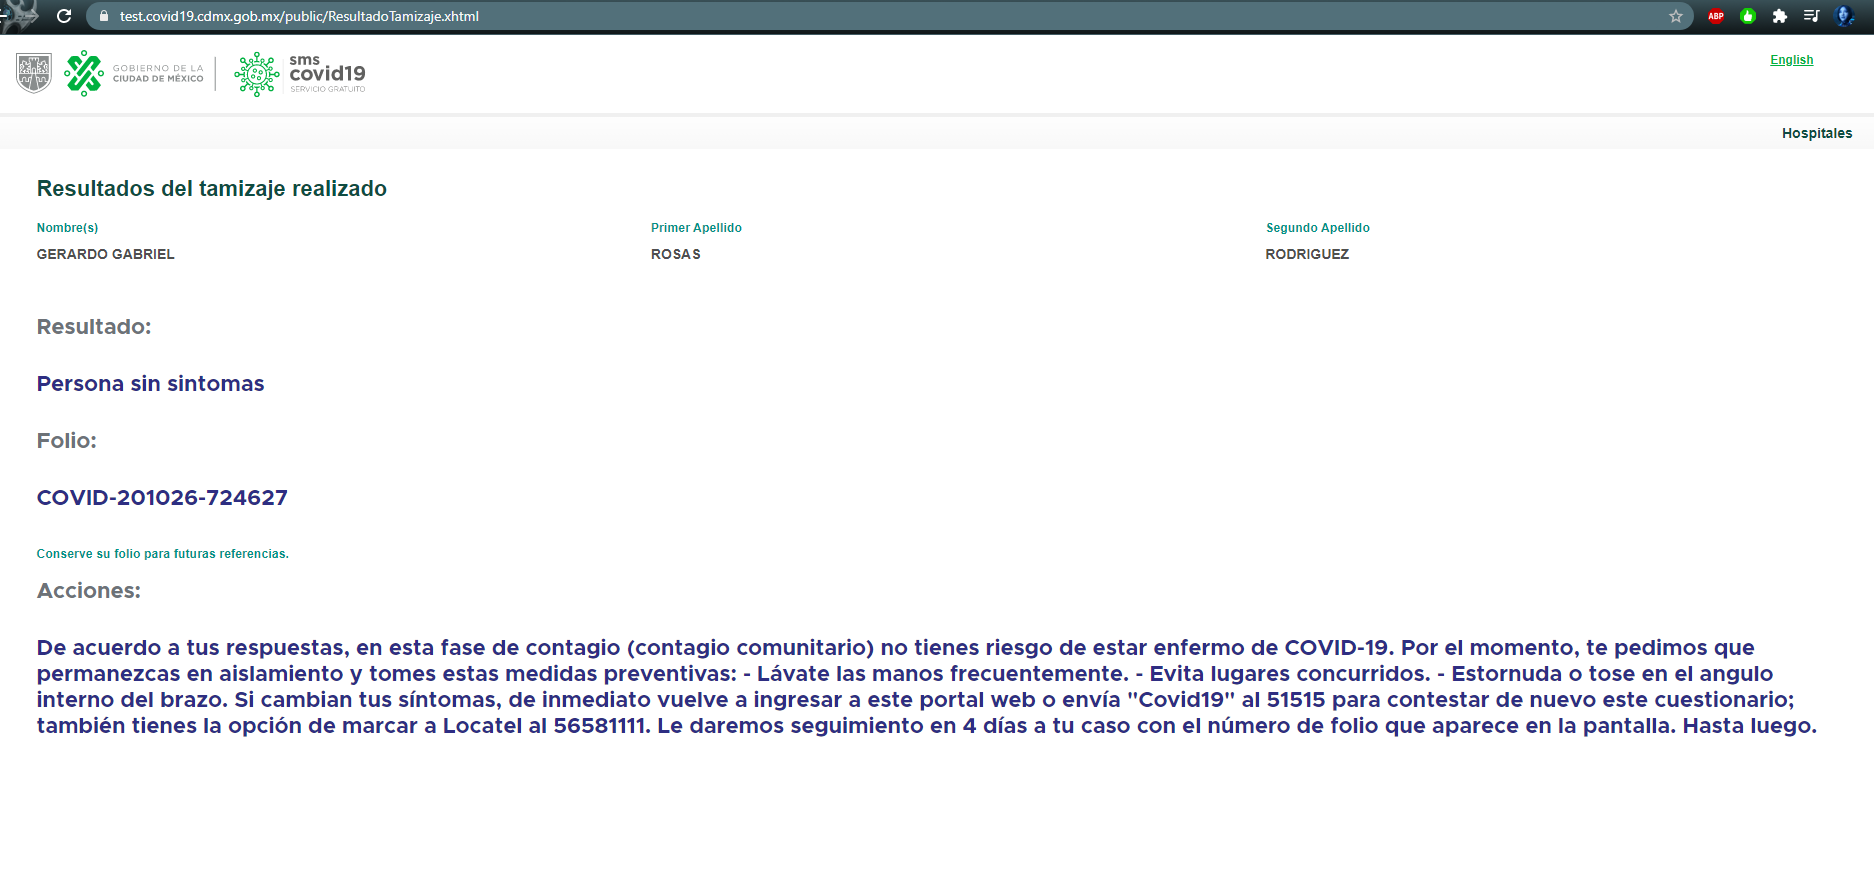 test.covid19.cdmx.gob.mx/public/ResultadoTamizaje.xhtml
ABP
GOBIERNO DE LA
CIUDAD DE MÉXICO
sms
covid19
SERVICIO GRATUITO
English
Hospitales
Resultados del tamizaje realizado
Nombre(s) Primer Apellido Segundo Apellido
GERARDO GABRIEL ROSAS RODRIGUEZ
Resultado:
Persona sin sintomas
Folio:
COVID-201026-724627
Conserve su folio para futuras referencias.
Acciones:
De acuerdo a tus respuestas, en esta fase de contagio (contagio comunitario) no tienes riesgo de estar enfermo de COVID-19. Por el momento, te pedimos que
permanezcas en aislamiento y tomes estas medidas preventivas: - Lávate las manos frecuentemente. - Evita lugares concurridos. - Estornuda o tose en el angulo
interno del brazo. Si cambian tus síntomas, de inmediato vuelve a ingresar a este portal web o envía "Covid19" al 51515 para contestar de nuevo este cuestionario;
también tienes la opción de marcar a Locatel al 56581111. Le daremos seguimiento en 4 días a tu caso con el número de folio que aparece en la pantalla. Hasta luego.